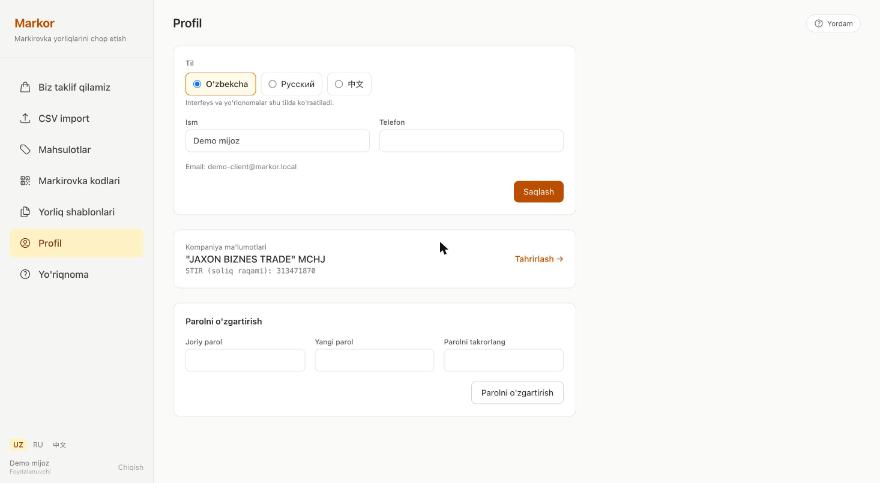 Markor
Markirovka yorliqlarini chop etish
Biz taklif qilamiz
CSV import
Mahsulotlar
Markirovka kodlari
Yorliq shablonlari
Profil
Yo'riqnoma
UZ RU 中文
Demo mijoz
Foydalanuvchi
Chiqish
Profil
Yordam
Til
O'zbekcha
Русский
中文
Interfeys va yo'riqnomalar shu tilda ko'rsatiladi.
Ism
Telefon
Demo mijoz
Email: demo-client@markor.local
Saqlash
Kompaniya ma'lumotlari
"JAXON BIZNES TRADE" MCHJ
STIR (soliq raqami): 313471870
Tahrirlash →
Parolni o'zgartirish
Joriy parol
Yangi parol
Parolni takrorlang
Parolni o'zgartirish